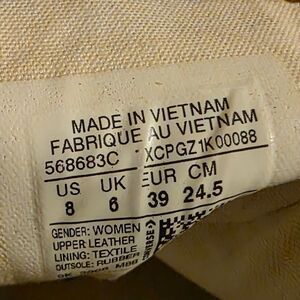 MADE IN VIETNAM
FABRIQUE AU VIETNAM
568683C XCPGZ1K00088
US UK EUR CM
8 6 39 24.5
GENDER: WOMEN
UPPER LEATHER
LINING: TEXTILE
OUTSOLE: RUBBER
CONVERSE